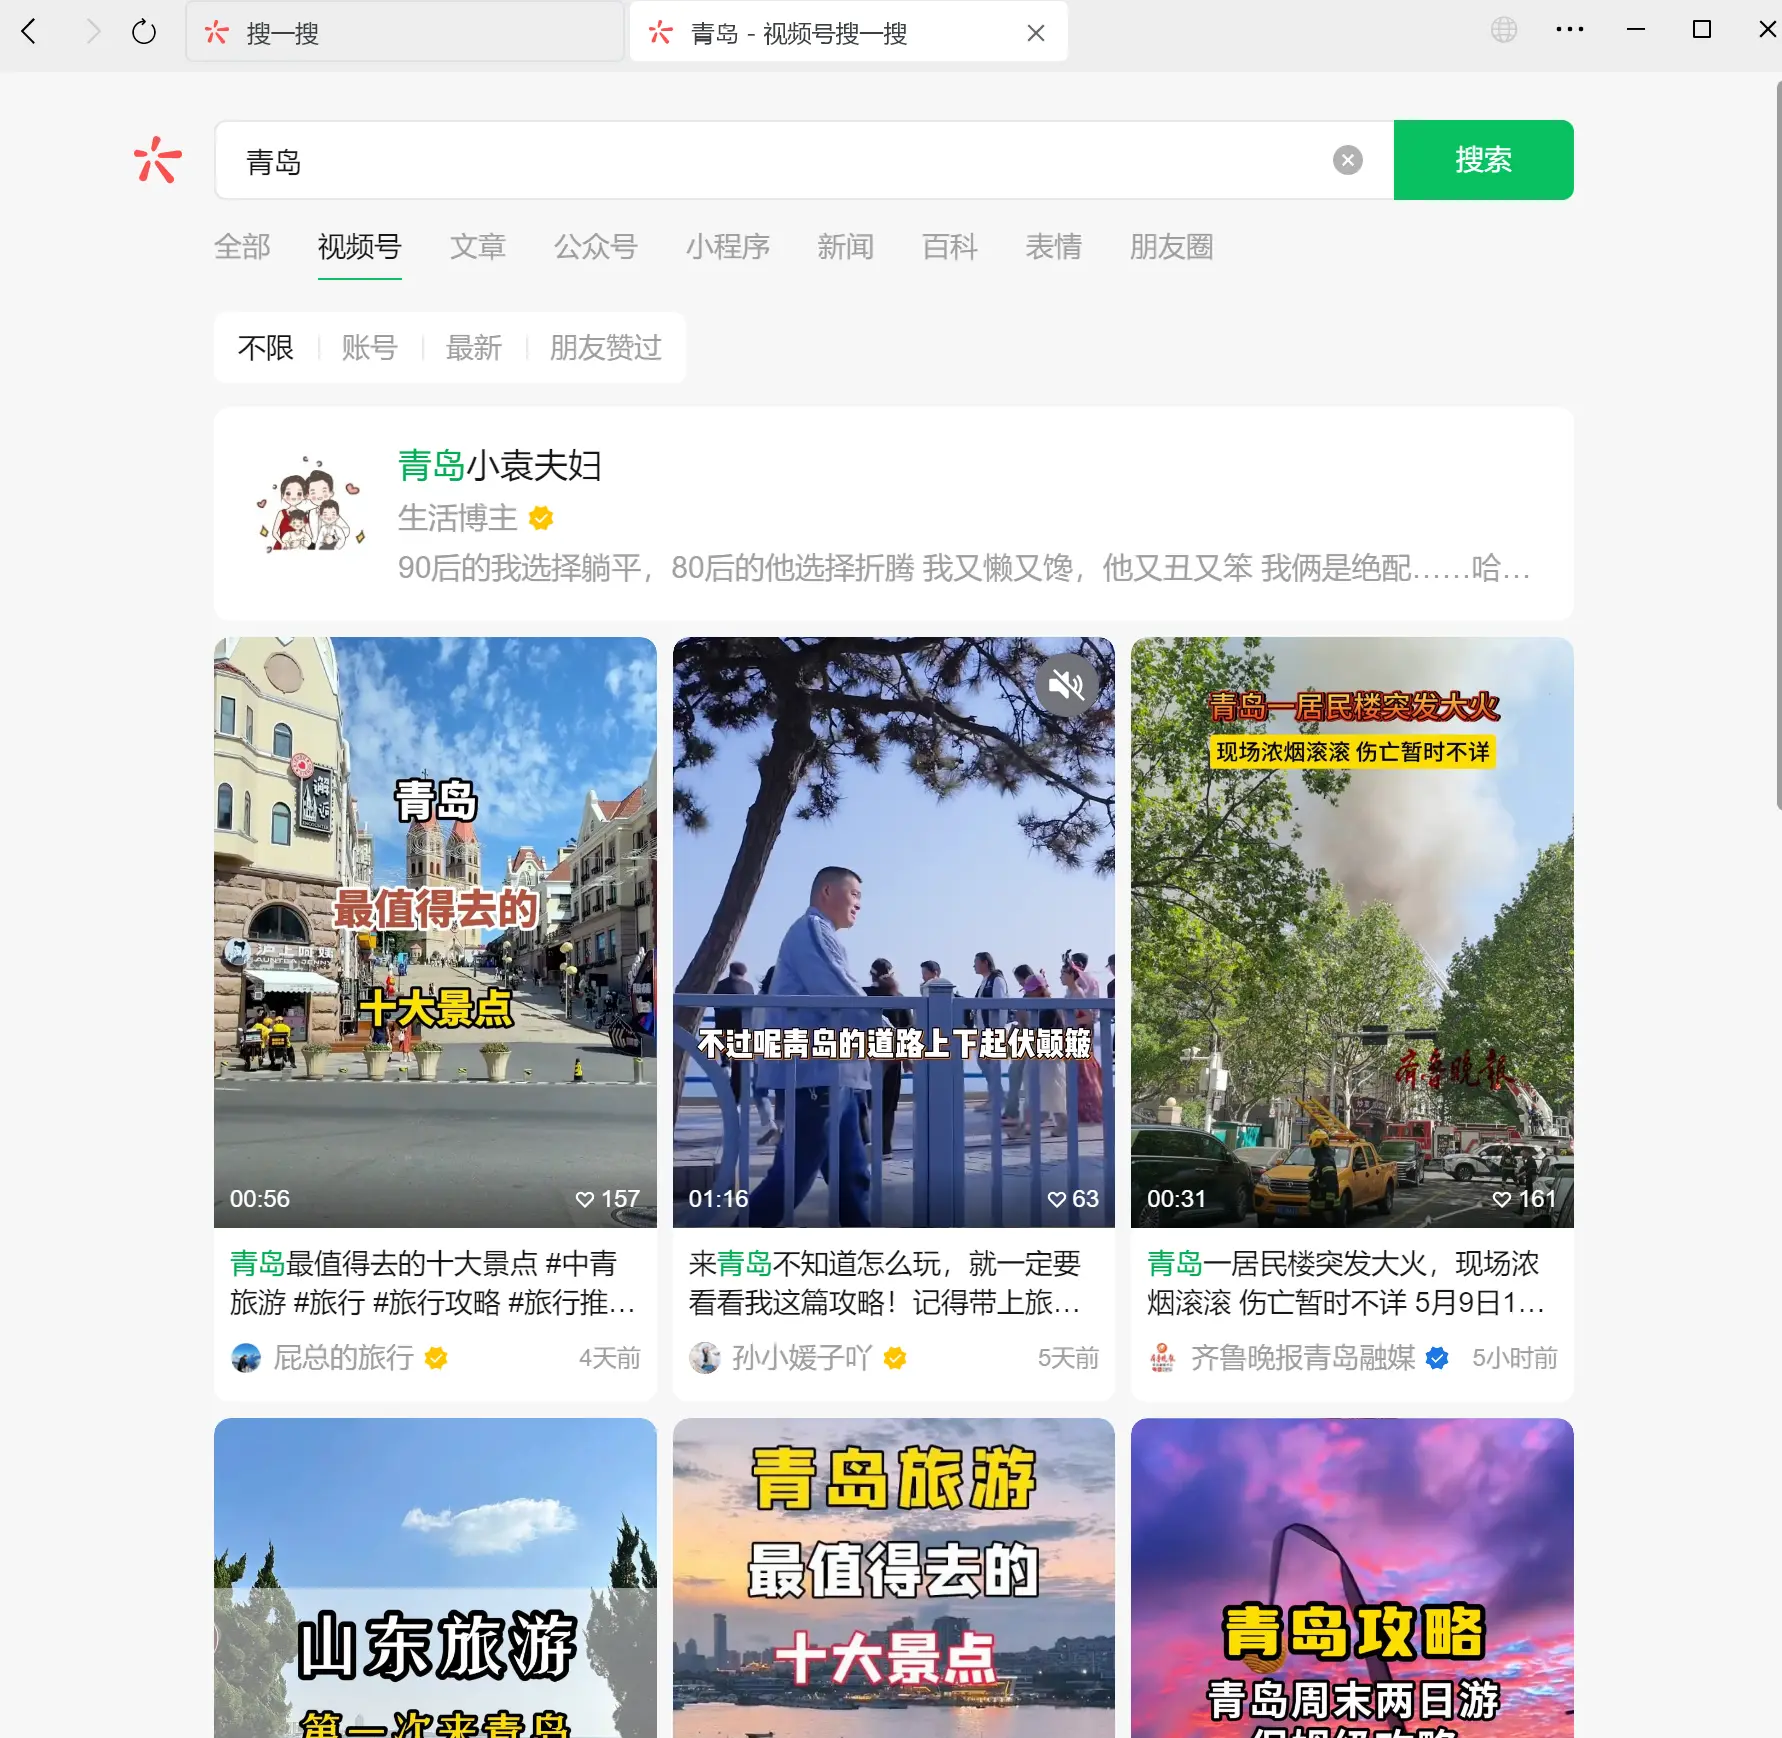 搜一搜
青岛 - 视频号搜一搜
青岛
搜索
全部 视频号 文章 公众号 小程序 新闻 百科 表情 朋友圈
不限 账号 最新 朋友赞过
青岛小袁夫妇
生活博主
90后的我选择躺平，80后的他选择折腾 我又懒又馋，他又丑又笨 我俩是绝配……哈…
青岛
最值得去的
十大景点
沪上阿姨
AUNTEA JENNY
00:56 157
青岛最值得去的十大景点 #中青
旅游 #旅行 #旅行攻略 #旅行推…
屁总的旅行 4天前
不过呢青岛的道路上下起伏颠簸
01:16 63
来青岛不知道怎么玩，就一定要
看看我这篇攻略！记得带上旅…
孙小媛子吖 5天前
青岛一居民楼突发大火
现场浓烟滚滚 伤亡暂时不详
齐鲁晚报
00:31 161
青岛一居民楼突发大火，现场浓
烟滚滚 伤亡暂时不详 5月9日1…
齐鲁晚报青岛融媒 5小时前
山东旅游
第一次来青岛
青岛旅游
最值得去的
十大景点
青岛攻略
青岛周末两日游
保姆级攻略